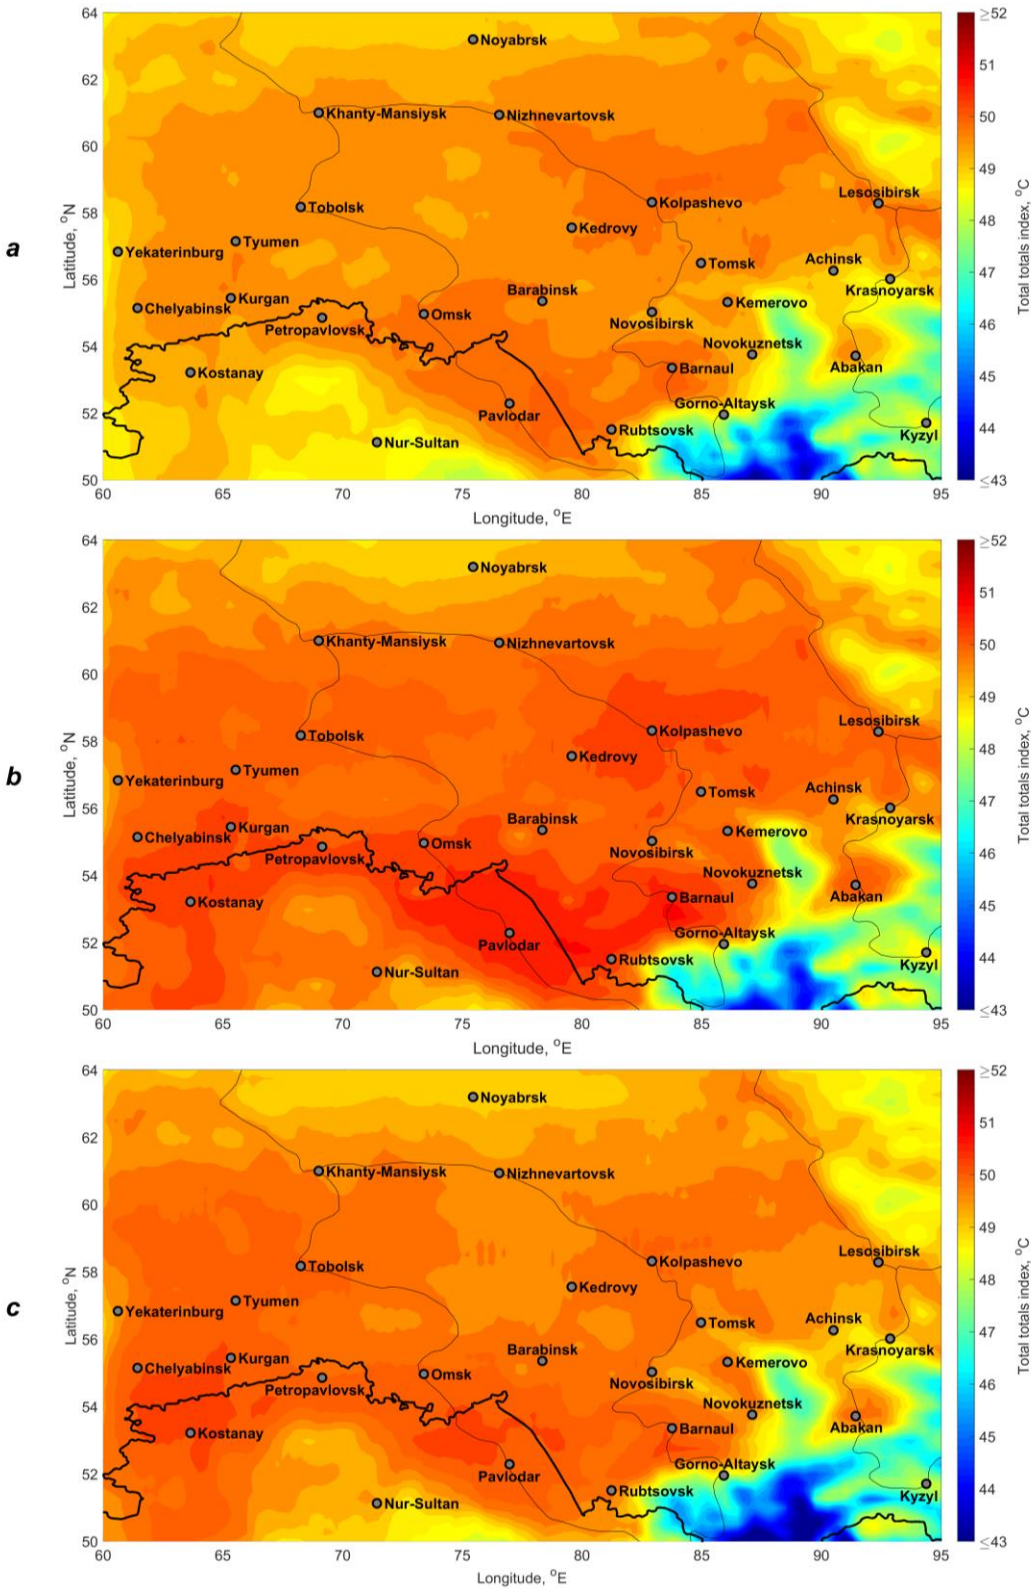 a
Latitude, °N
64
62
60
58
56
54
52
50
Noyabrsk
Khanty-Mansiysk
Nizhnevartovsk
Tobolsk
Kolpashevo
Lesosibirsk
Kedrovy
Yekaterinburg
Tyumen
Tomsk
Achinsk
Krasnoyarsk
Chelyabinsk
Kurgan
Barabinsk
Kemerovo
Petropavlovsk
Omsk
Novosibirsk
Novokuznetsk
Kostanay
Barnaul
Abakan
Pavlodar
Gorno-Altaysk
Nur-Sultan
Rubtsovsk
Kyzyl
60 65 70 75 80 85 90 95
Longitude, °E
≥52
51
50
49
48
47
46
45
44
≤43
Total totals index, °C
b
Latitude, °N
64
62
60
58
56
54
52
50
Noyabrsk
Khanty-Mansiysk
Nizhnevartovsk
Tobolsk
Kolpashevo
Lesosibirsk
Kedrovy
Yekaterinburg
Tyumen
Tomsk
Achinsk
Krasnoyarsk
Chelyabinsk
Kurgan
Barabinsk
Kemerovo
Petropavlovsk
Omsk
Novosibirsk
Novokuznetsk
Kostanay
Barnaul
Abakan
Pavlodar
Gorno-Altaysk
Nur-Sultan
Rubtsovsk
Kyzyl
60 65 70 75 80 85 90 95
Longitude, °E
≥52
51
50
49
48
47
46
45
44
≤43
Total totals index, °C
c
Latitude, °N
64
62
60
58
56
54
52
50
Noyabrsk
Khanty-Mansiysk
Nizhnevartovsk
Tobolsk
Kolpashevo
Lesosibirsk
Kedrovy
Yekaterinburg
Tyumen
Tomsk
Achinsk
Krasnoyarsk
Chelyabinsk
Kurgan
Barabinsk
Kemerovo
Petropavlovsk
Omsk
Novosibirsk
Novokuznetsk
Kostanay
Barnaul
Abakan
Pavlodar
Gorno-Altaysk
Nur-Sultan
Rubtsovsk
Kyzyl
60 65 70 75 80 85 90 95
Longitude, °E
≥52
51
50
49
48
47
46
45
44
≤43
Total totals index, °C